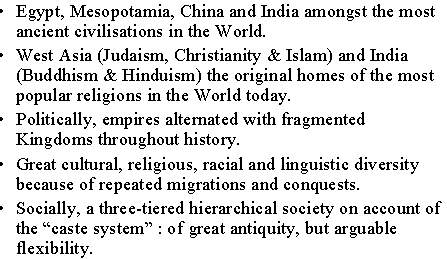 • Egypt, Mesopotamia, China and India amongst the most
ancient civilisations in the World.
• West Asia (Judaism, Christianity & Islam) and India
(Buddhism & Hinduism) the original homes of the most
popular religions in the World today.
• Politically, empires alternated with fragmented
Kingdoms throughout history.
• Great cultural, religious, racial and linguistic diversity
because of repeated migrations and conquests.
• Socially, a three-tiered hierarchical society on account of
the “caste system” : of great antiquity, but arguable
flexibility.